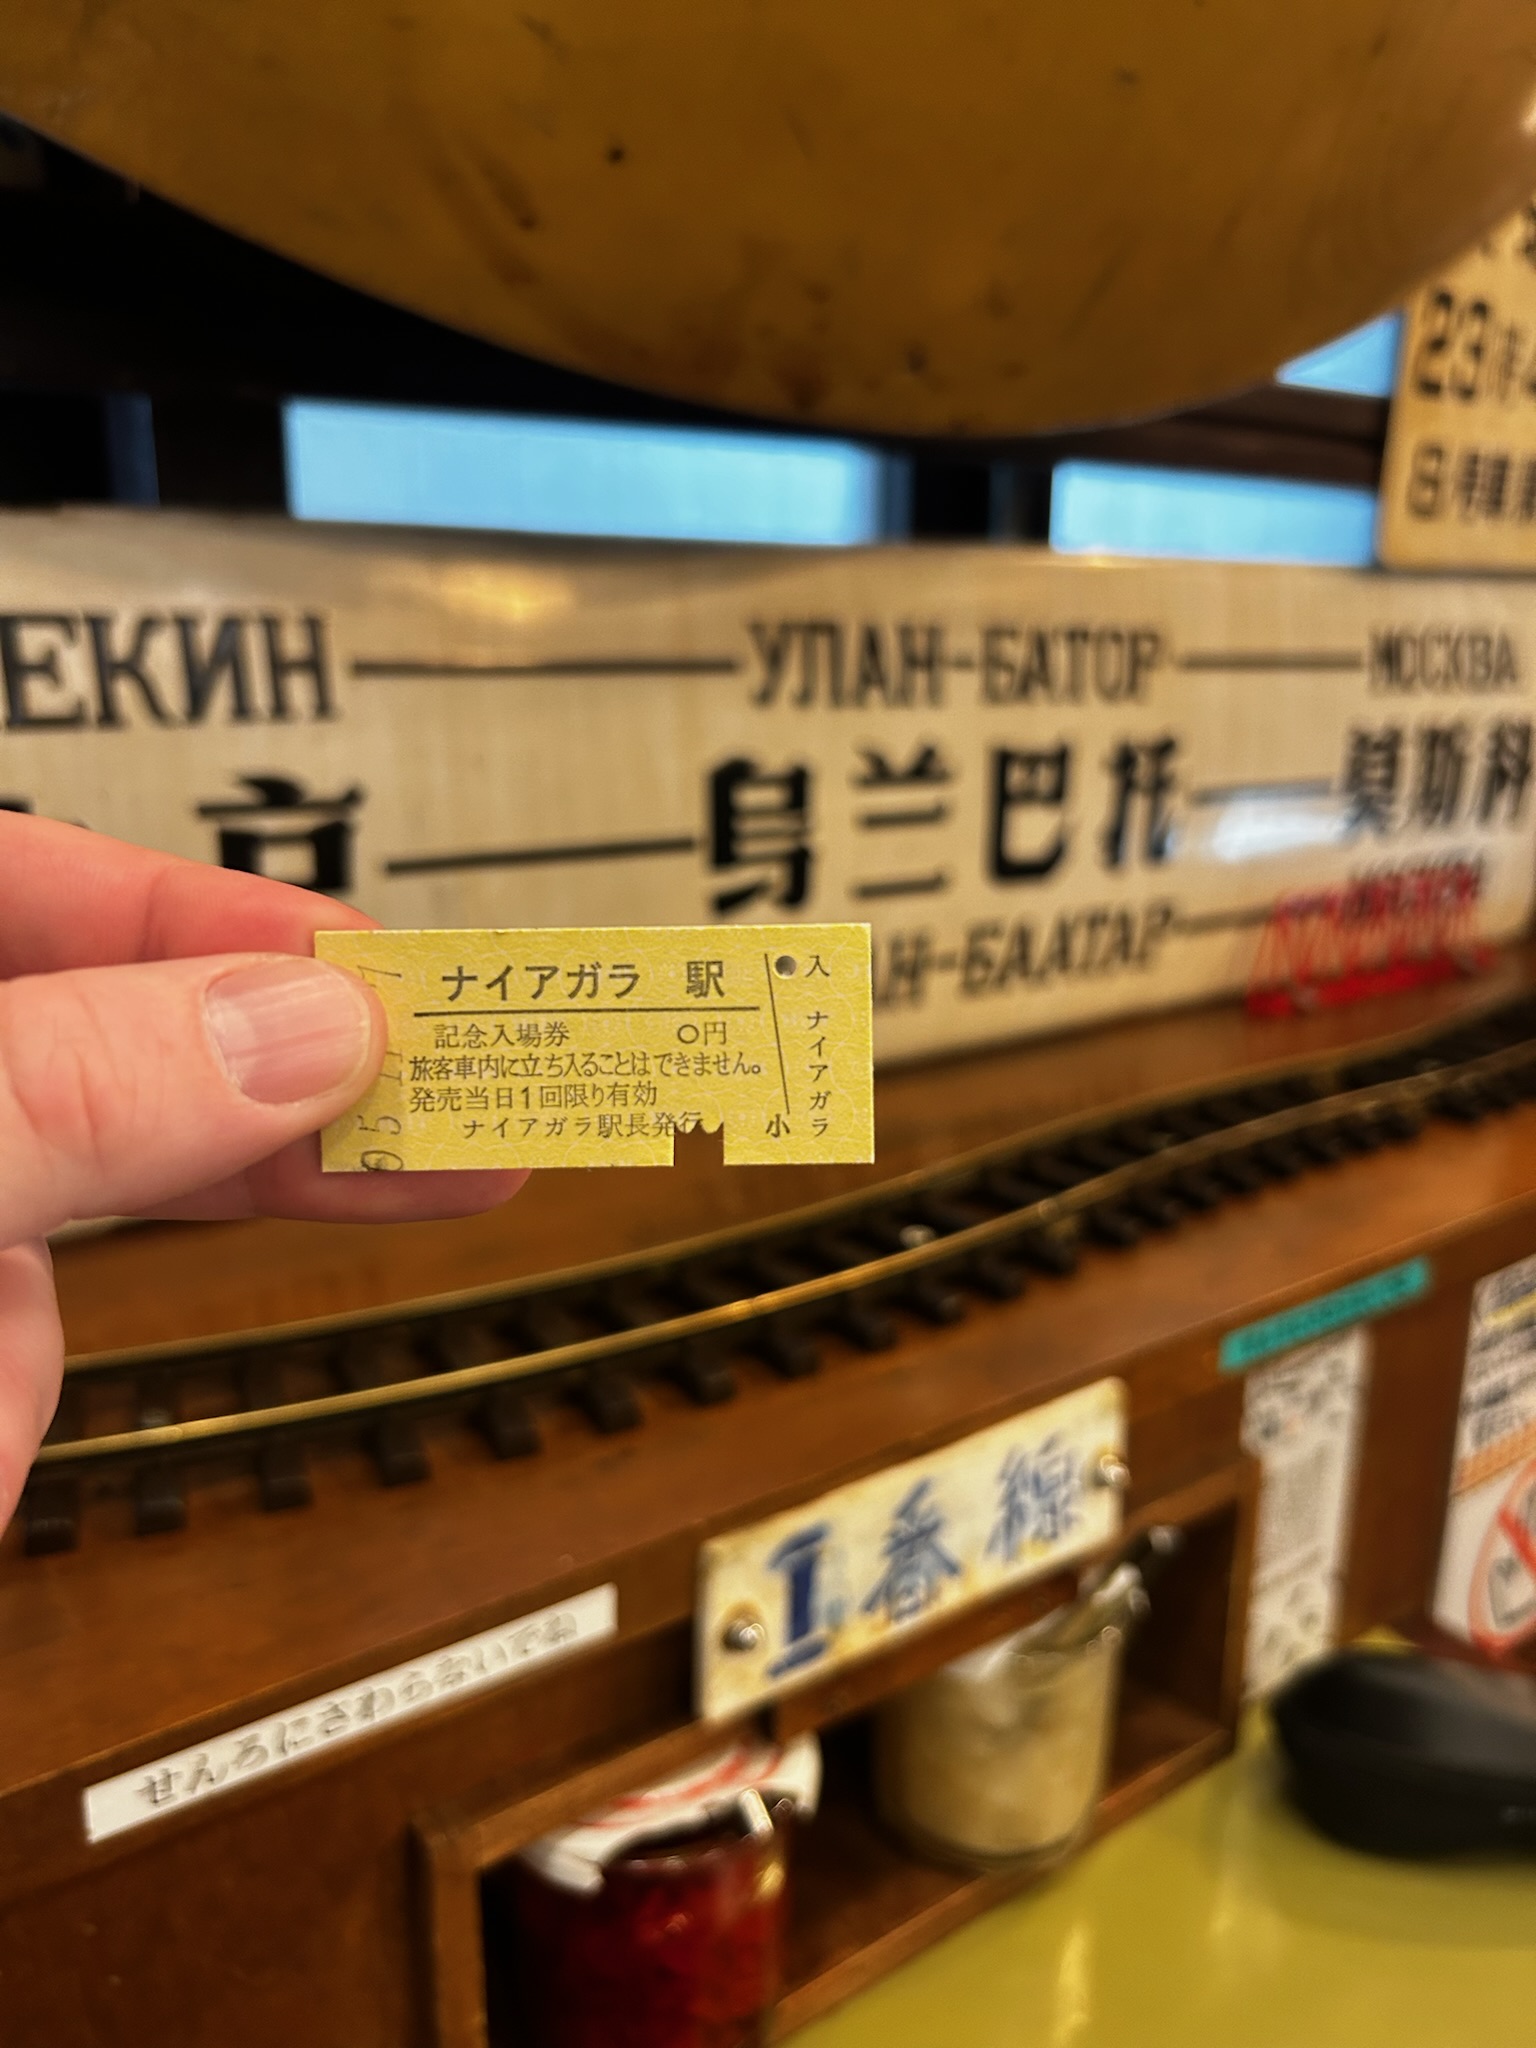 23
ЕКИН — УЛАН-БАТОР — МОСКВА
京 — 乌兰巴托 — 莫斯科
Н-БААТАР
ナイアガラ 駅
記念入場券 〇円
旅客車内に立ち入ることはできません。
発売当日1回限り有効
ナイアガラ駅長発行
入
ナイアガラ
小
1番線
せんろにさわらないでね